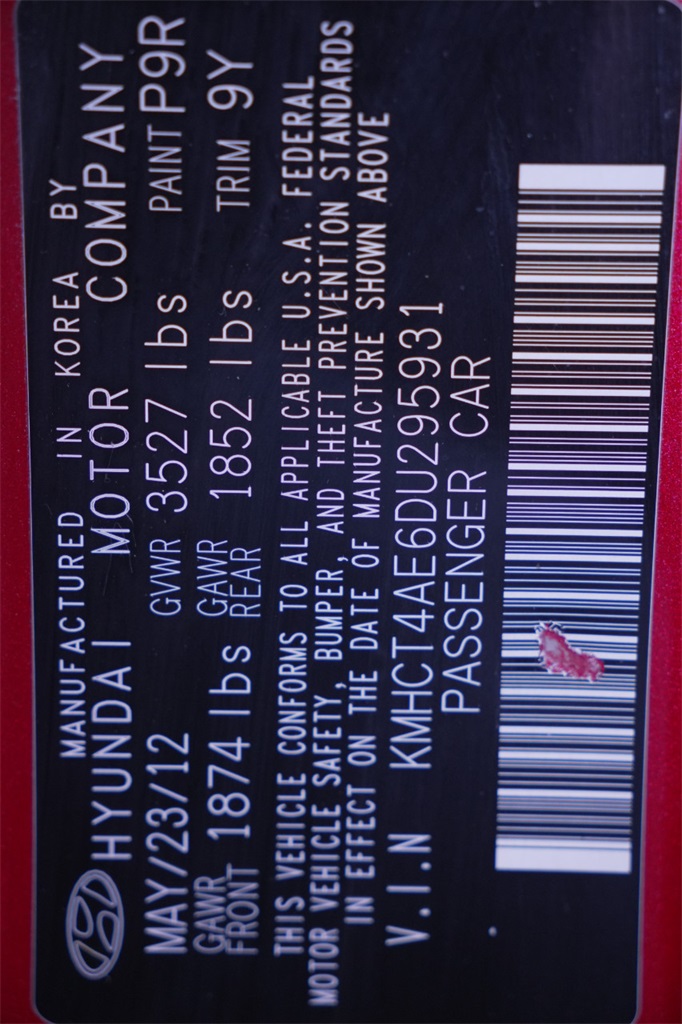 MANUFACTURED IN KOREA BY
HYUNDAI MOTOR COMPANY
MAY/23/12 GVWR 3527 lbs PAINT P9R
GAWR FRONT 1874 lbs GAWR REAR 1852 lbs TRIM 9Y
THIS VEHICLE CONFORMS TO ALL APPLICABLE U.S.A. FEDERAL
MOTOR VEHICLE SAFETY, BUMPER, AND THEFT PREVENTION STANDARDS
IN EFFECT ON THE DATE OF MANUFACTURE SHOWN ABOVE
V.I.N KMHCT4AE6DU295931
PASSENGER CAR